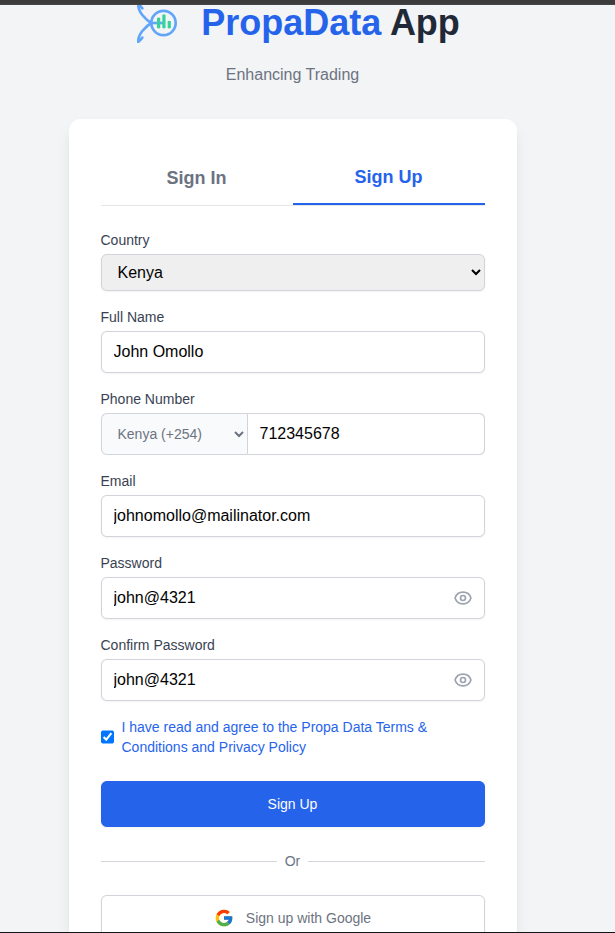 PropaData App
Enhancing Trading
Sign In
Sign Up
Country
Kenya
Full Name
John Omollo
Phone Number
Kenya (+254)
712345678
Email
johnomollo@mailinator.com
Password
john@4321
Confirm Password
john@4321
I have read and agree to the Propa Data Terms &
Conditions and Privacy Policy
Sign Up
Or
Sign up with Google